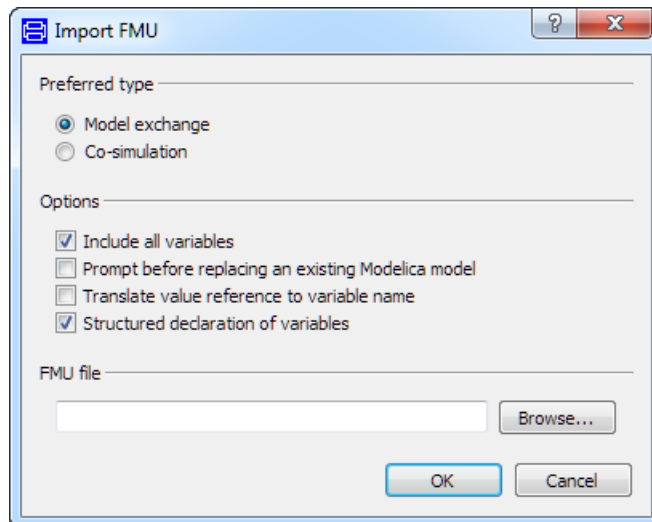 Import FMU
Preferred type
Model exchange
Co-simulation
Options
Include all variables
Prompt before replacing an existing Modelica model
Translate value reference to variable name
Structured declaration of variables
FMU file
Browse...
OK
Cancel